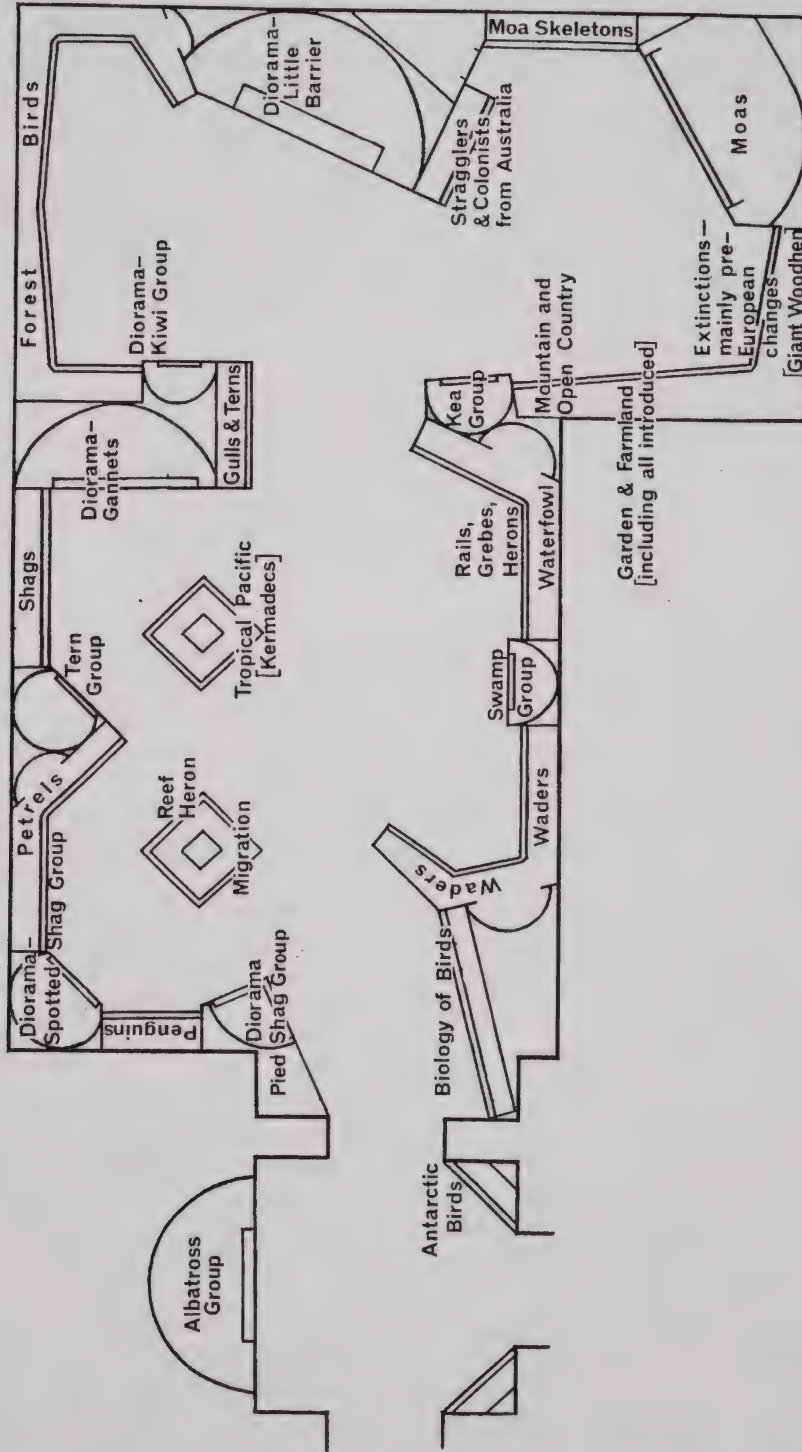 Albatross
Group
Antarctic
Birds
Diorama-
Spotted Shag Group
Penguins
Diorama
Pied Shag Group
Biology of Birds
Petrels
Tern
Group
Shags
Reef
Heron
Migration
Tropical Pacific
[Kermadecs]
Waders
Waders
Swamp
Group
Rails,
Grebes,
Herons
Waterfowl
Diorama-
Gannets
Gulls & Terns
Diorama-
Kiwi Group
Forest Birds
Diorama-
Little
Barrier
Stragglers
& Colonists
from Australia
Moa Skeletons
Moas
Kea
Group
Mountain and
Open Country
Garden & Farmland
[including all introduced]
Extinctions—
mainly pre-
European
changes
[Giant Woodhen]